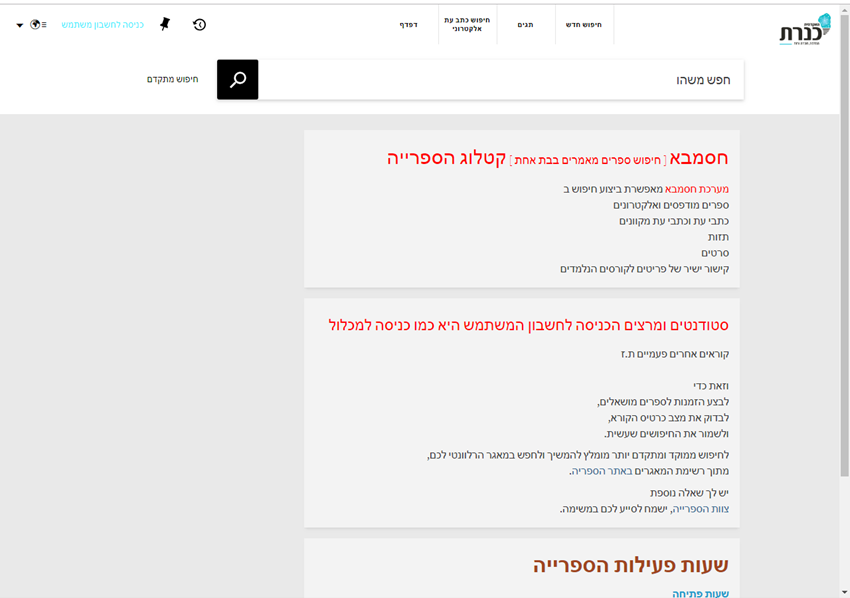 כנרת
חיפוש חדש
תגים
חיפוש כתב עת
אלקטרוני
דפדף
כניסה לחשבון משתמש
חפש משהו
חיפוש מתקדם
חסמבא [ חיפוש ספרים מאמרים בבת אחת ] קטלוג הספרייה
מערכת חסמבא מאפשרת ביצוע חיפוש ב
ספרים מודפסים ואלקטרונים
כתבי עת וכתבי עת מקוונים
תזות
סרטים
קישור ישיר של פריטים לקורסים הנלמדים
סטודנטים ומרצים הכניסה לחשבון המשתמש היא כמו כניסה למכלול
קוראים אחרים פעמיים ת.ז
וזאת כדי
לבצע הזמנות לספרים מושאלים,
לבדוק את מצב כרטיס הקורא,
ולשמור את החיפושים שעשית.
לחיפוש ממוקד ומתקדם יותר מומלץ להמשיך ולחפש במאגר הרלוונטי לכם,
מתוך רשימת המאגרים באתר הספריה.
יש לך שאלה נוספת
צוות הספרייה, ישמח לסייע לכם במשימה.
שעות פעילות הספרייה
שעות פתיחה